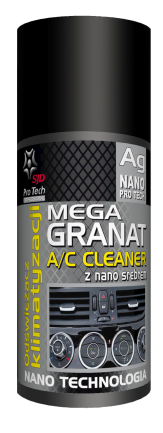 SJD
Pro Tech
Ag
NANO
PRO TECH
MEGA
GRANAT
A/C CLEANER
z nano srebrem
odświeżacz
klimatyzacji
NANO TECHNOLOGIA